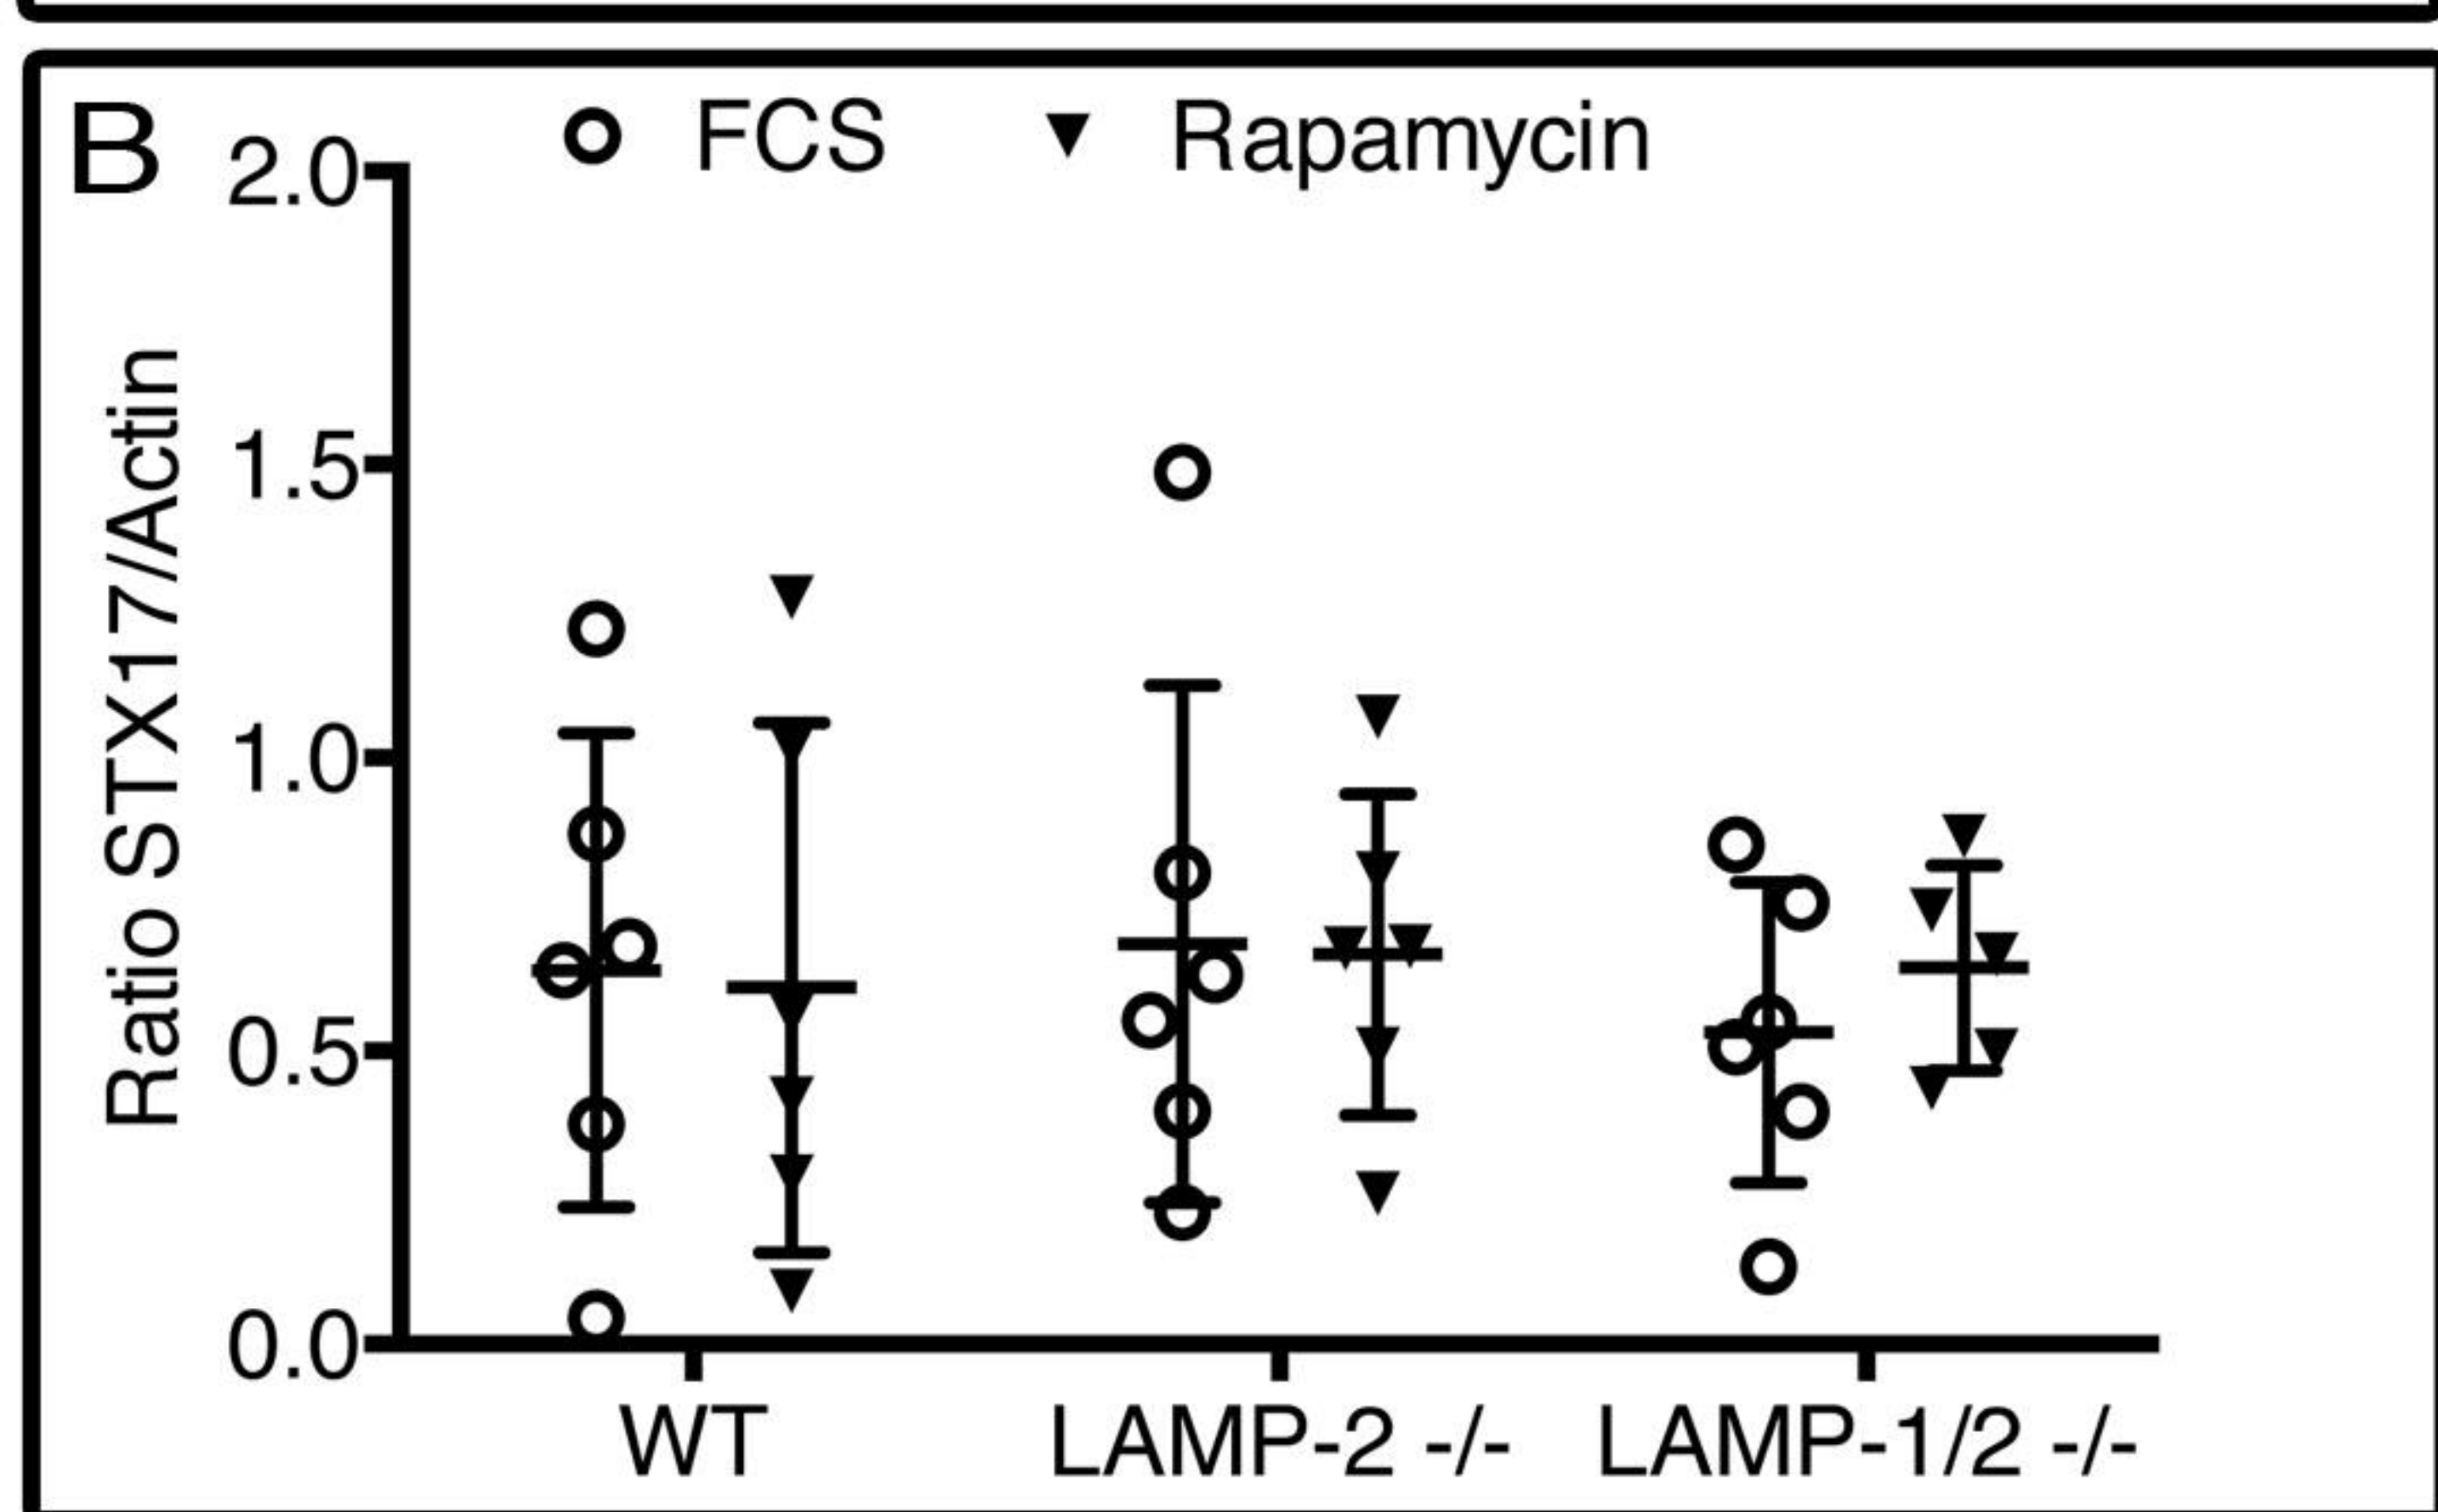 B
FCS Rapamycin
2.0
1.5
1.0
0.5
0.0
Ratio STX17/Actin
WT LAMP-2 -/- LAMP-1/2 -/-